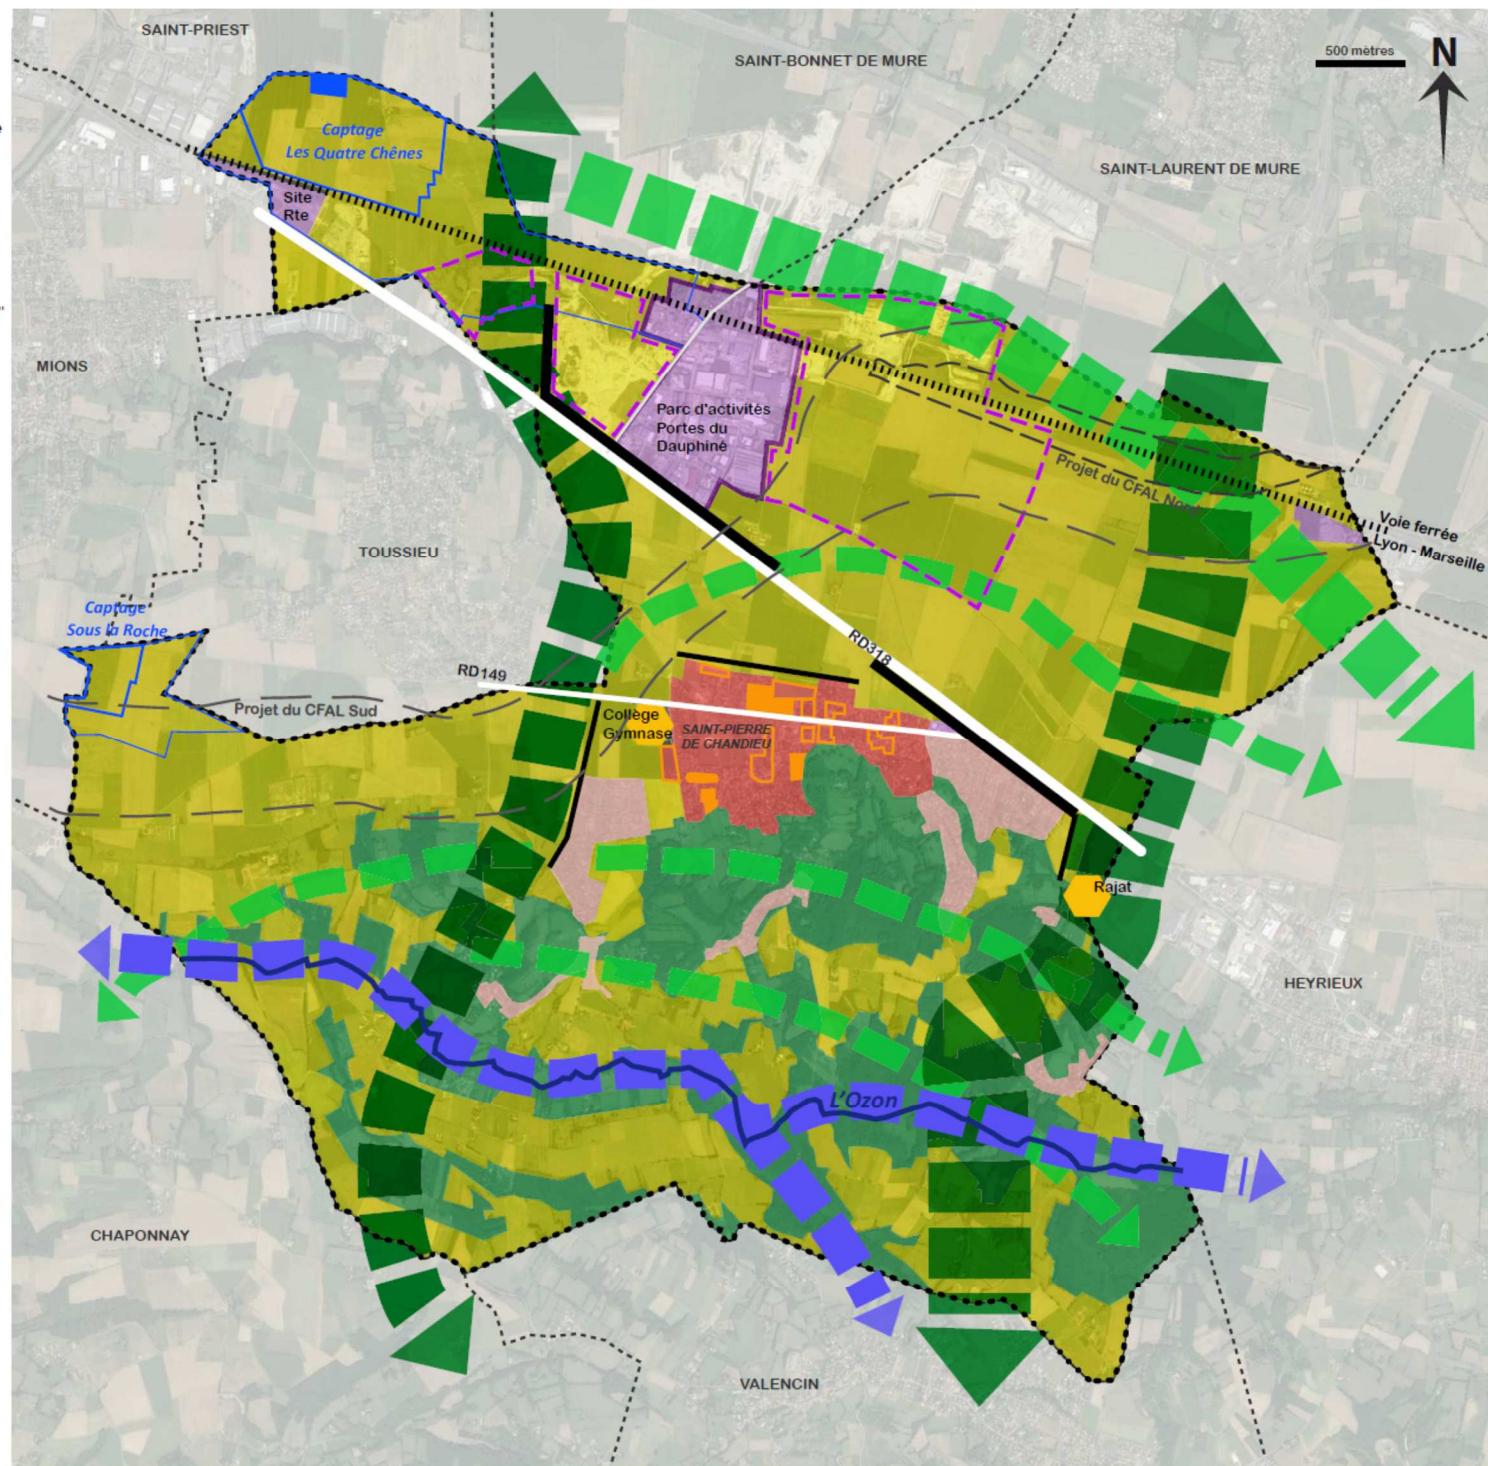 SAINT-PRIEST
SAINT-BONNET DE MURE
500 mètres
N
Captage
Les Quatre Chênes
SAINT-LAURENT DE MURE
Site
Rte
MIONS
Parc d'activités
Portes du
Dauphiné
Projet du CFAL Nord
Voie ferrée
Lyon - Marseille
TOUSSIEU
Captage
Sous la Roche
RD318
RD149
Projet du CFAL Sud
Collège
Gymnase
SAINT-PIERRE
DE CHANDIEU
Rajat
HEYRIEUX
L'Ozon
CHAPONNAY
VALENCIN